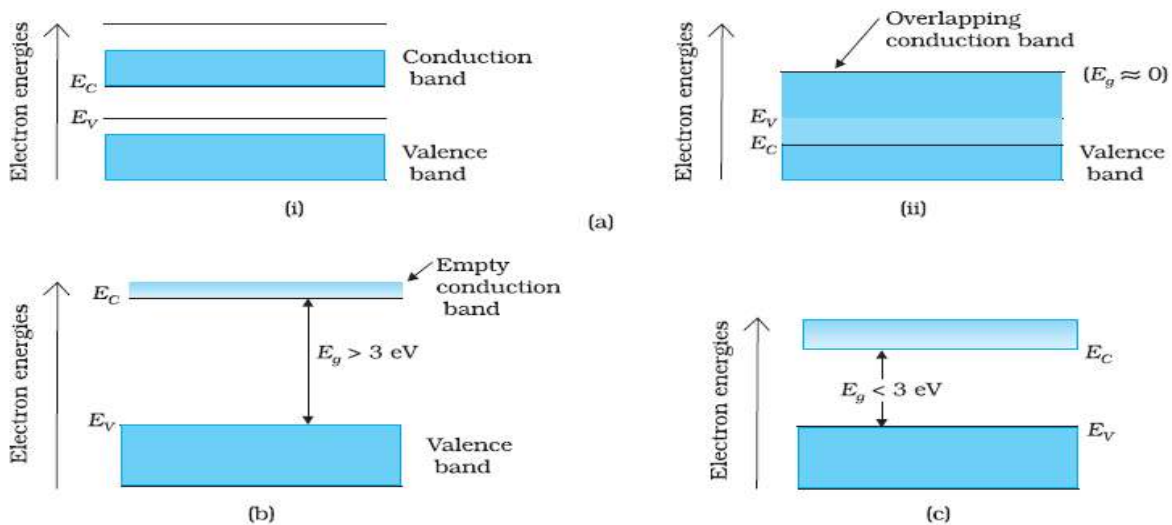 Electron energies
E_C
E_V
Conduction
band
Valence
band
(i)
Electron energies
Overlapping
conduction band
(E_g ≈ 0)
E_V
E_C
Valence
band
(ii)
(a)
Electron energies
E_C
E_V
Empty
conduction
band
E_g > 3 eV
Valence
band
(b)
Electron energies
E_C
E_g < 3 eV
E_V
(c)